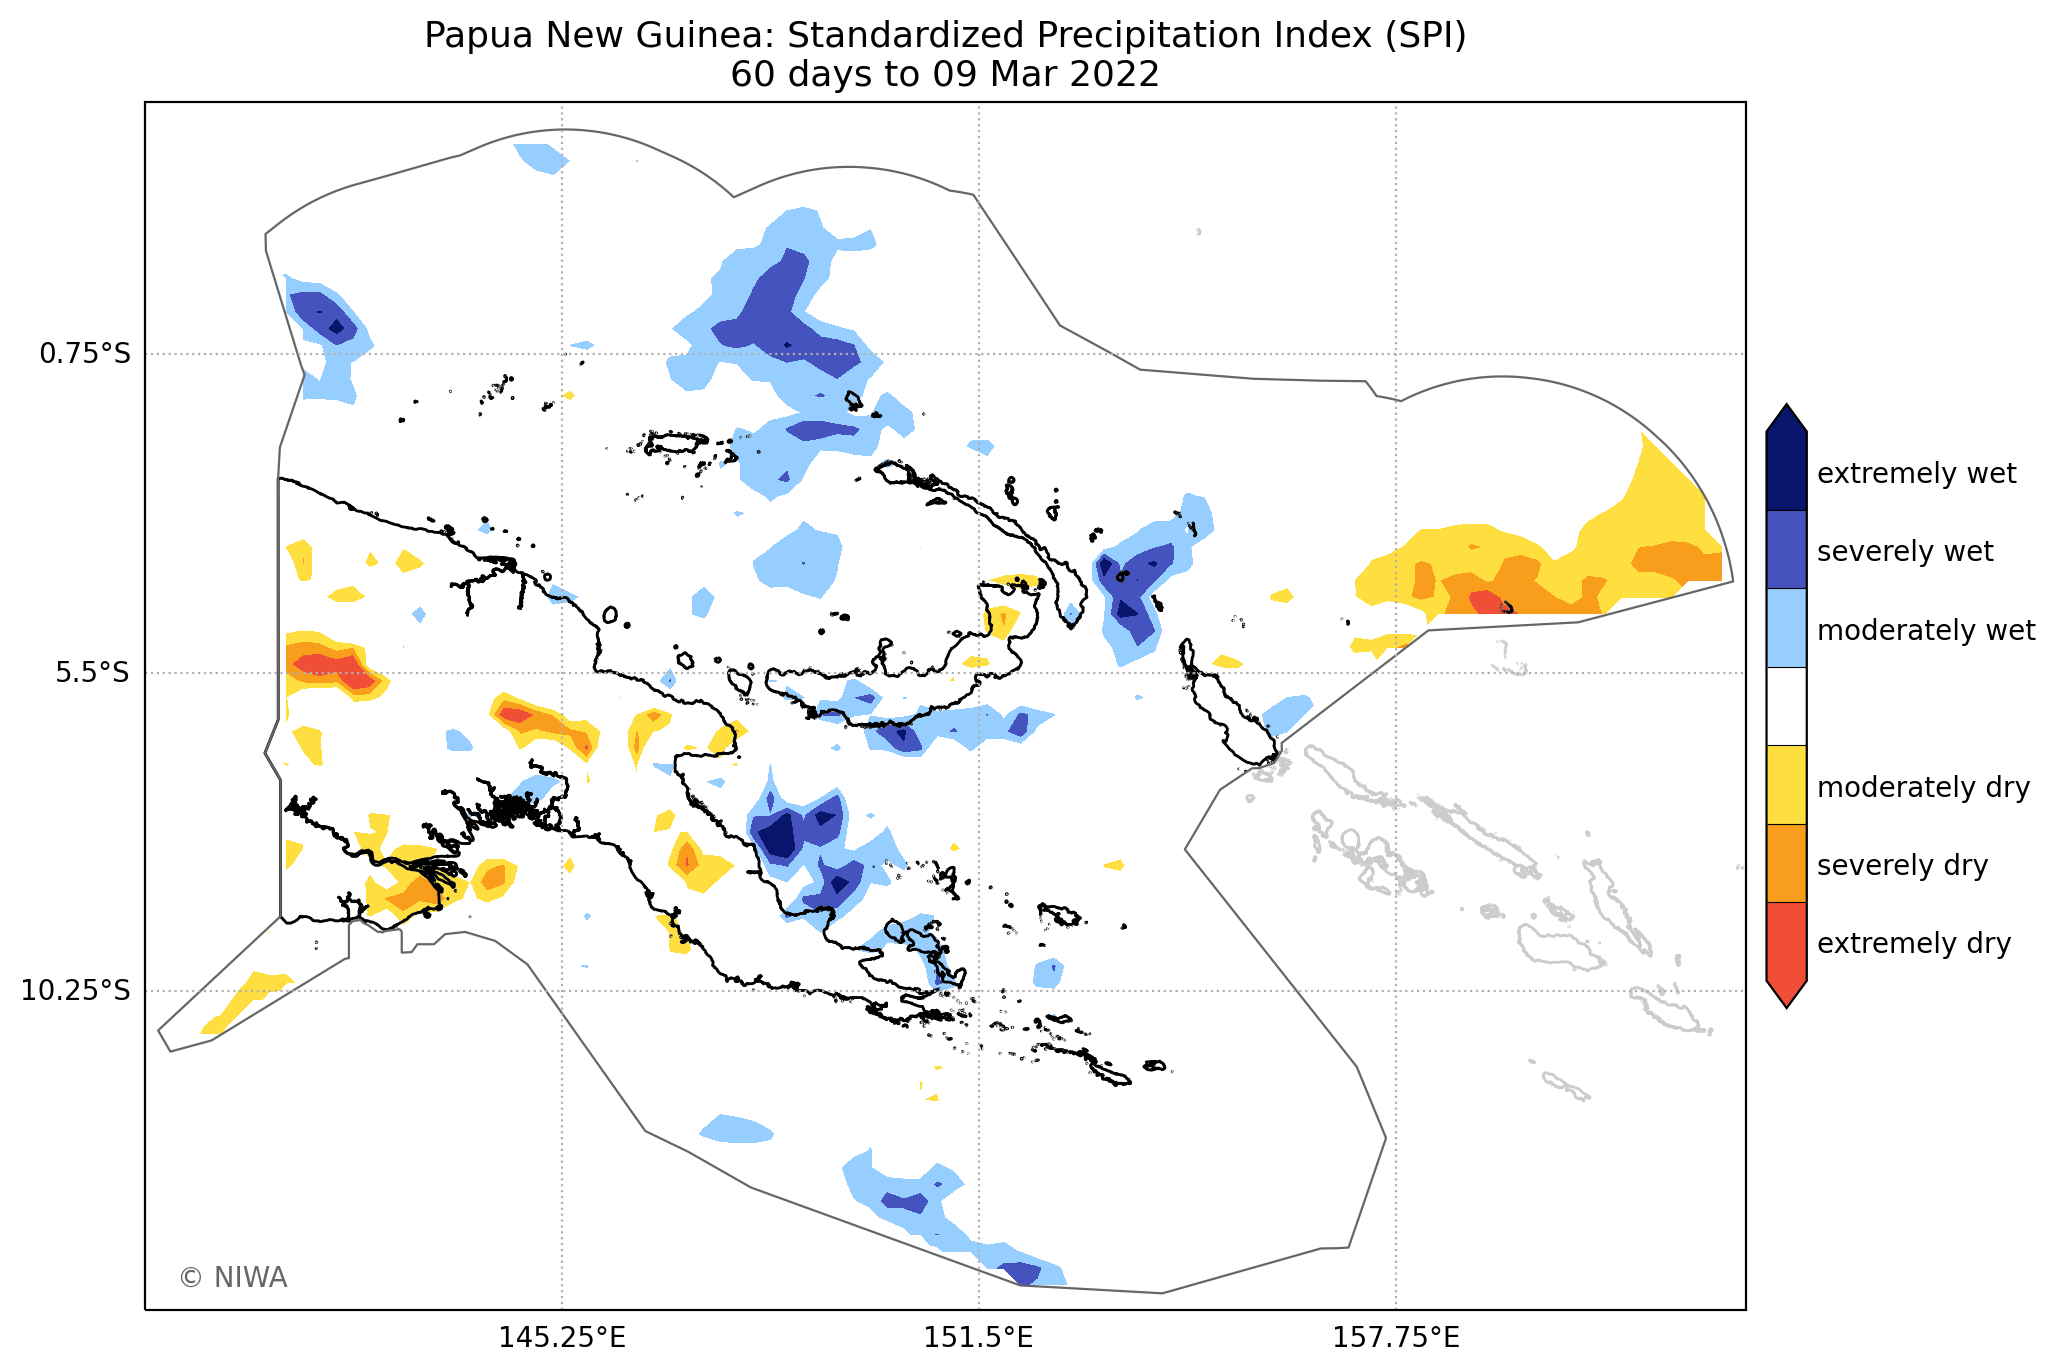 Papua New Guinea: Standardized Precipitation Index (SPI)
60 days to 09 Mar 2022
0.75°S
5.5°S
10.25°S
145.25°E
151.5°E
157.75°E
extremely wet
severely wet
moderately wet
moderately dry
severely dry
extremely dry
© NIWA